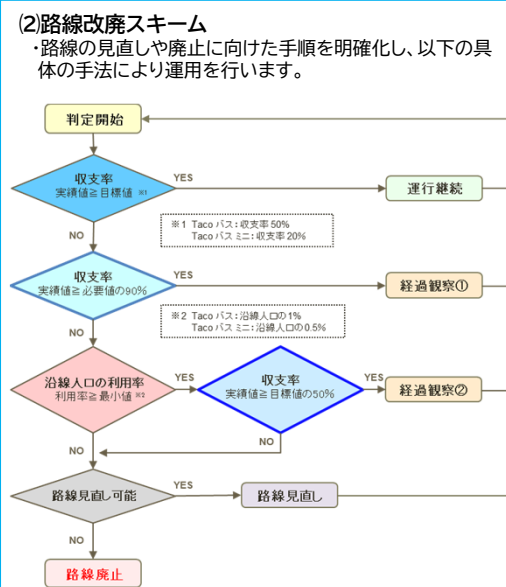 ⑵路線改廃スキーム
・路線の見直しや廃止に向けた手順を明確化し、以下の具
体の手法により運用を行います。
判定開始
収支率
実績値≧目標値 ※1
YES
運行継続
NO
※1 Tacoバス：収支率50%
Tacoバスミニ：収支率20%
収支率
実績値≧必要値の90%
YES
経過観察①
NO
※2 Tacoバス：沿線人口の1%
Tacoバスミニ：沿線人口の0.5%
沿線人口の利用率
利用率≧最小値 ※2
YES
収支率
実績値≧目標値の50%
YES
経過観察②
NO
NO
路線見直し可能
YES
路線見直し
NO
路線廃止